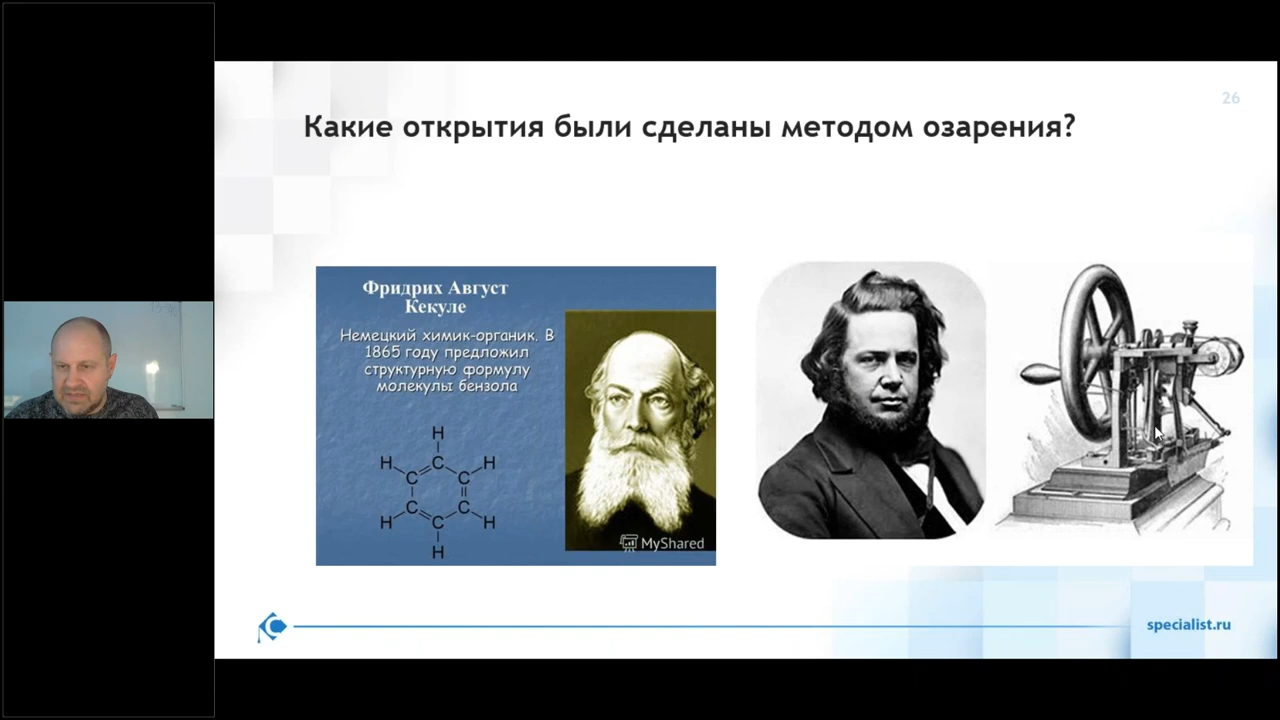 26
Какие открытия были сделаны методом озарения?
Фридрих Август
Кекуле
Немецкий химик-органик. В
1865 году предложил
структурную формулу
молекулы бензола
H
H H
C
C C
C C
C
H H
H
MyShared
specialist.ru